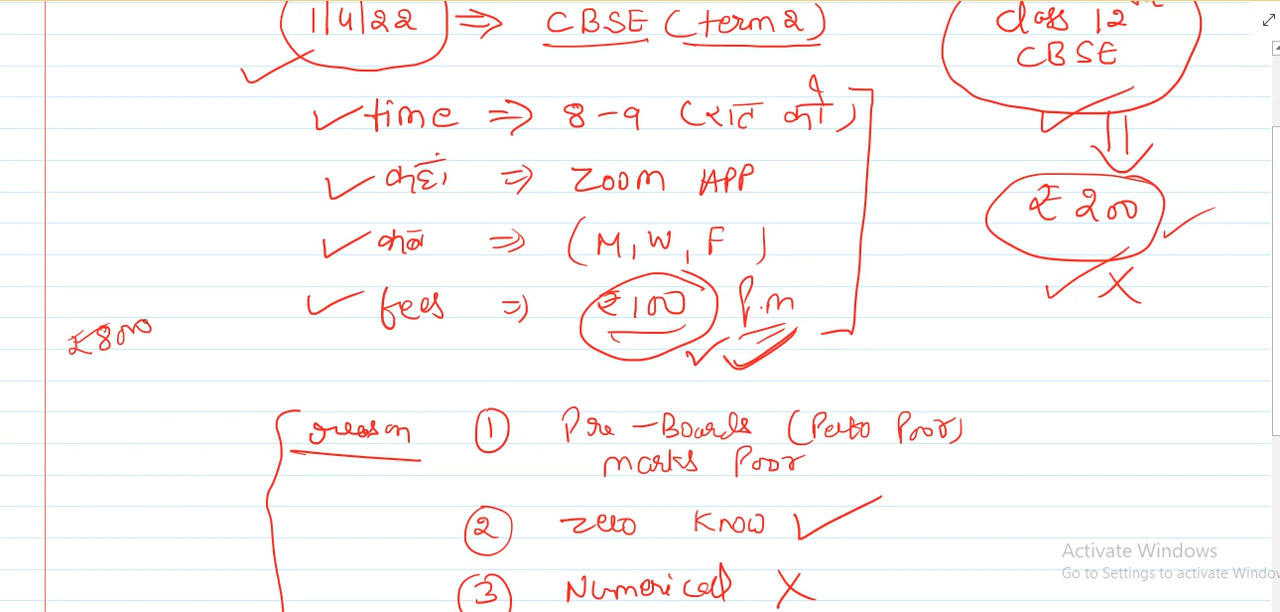 1/4/22 ⇒ CBSE (term 2)
Class 12
CBSE
✓ time ⇒ 8-9 (रात को)
✓ कहाँ ⇒ ZOOM APP
₹ 200 ✓
✓ कब ⇒ (M, W, F)
✓ X
✓ fees ⇒ ₹100 P.m
₹800
reason ① Pre-Boards (Perfo Poor)
marks Poor
② zero Know ✓
③ Numerical X
Activate Windows
Go to Settings to activate Windows